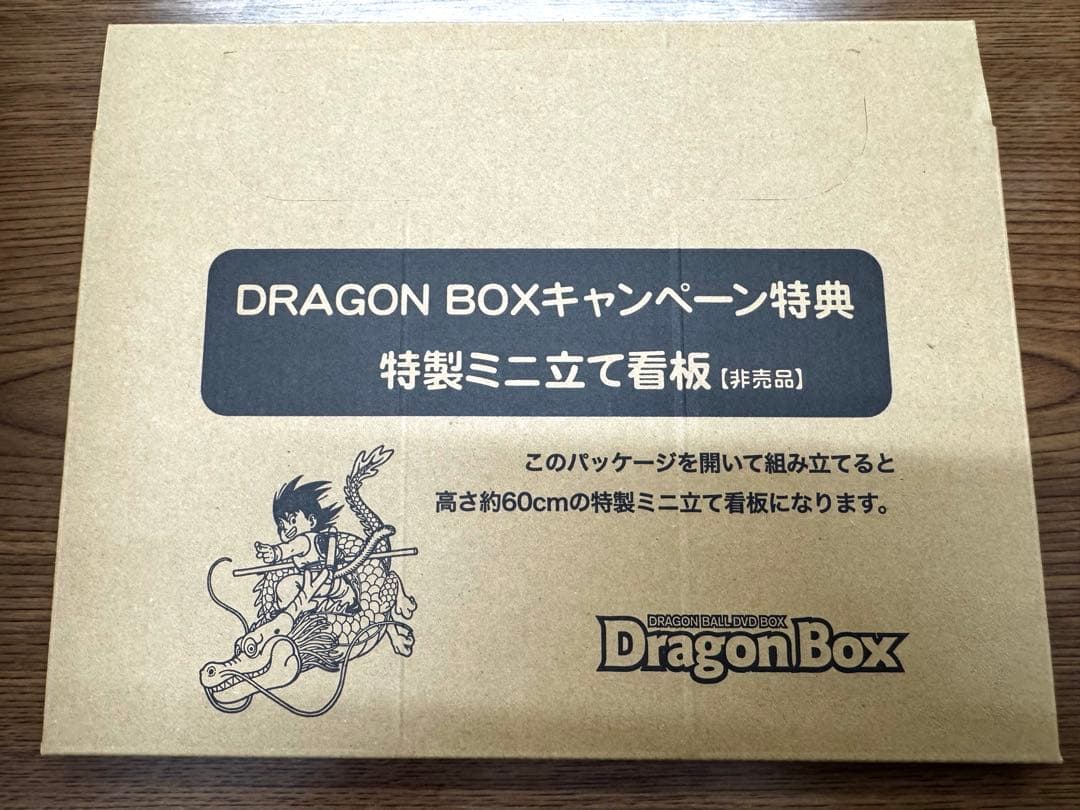 DRAGON BOXキャンペーン特典
特製ミニ立て看板【非売品】
このパッケージを開いて組み立てると
高さ約60cmの特製ミニ立て看板になります。
DRAGON BALL DVD BOX
Dragon Box